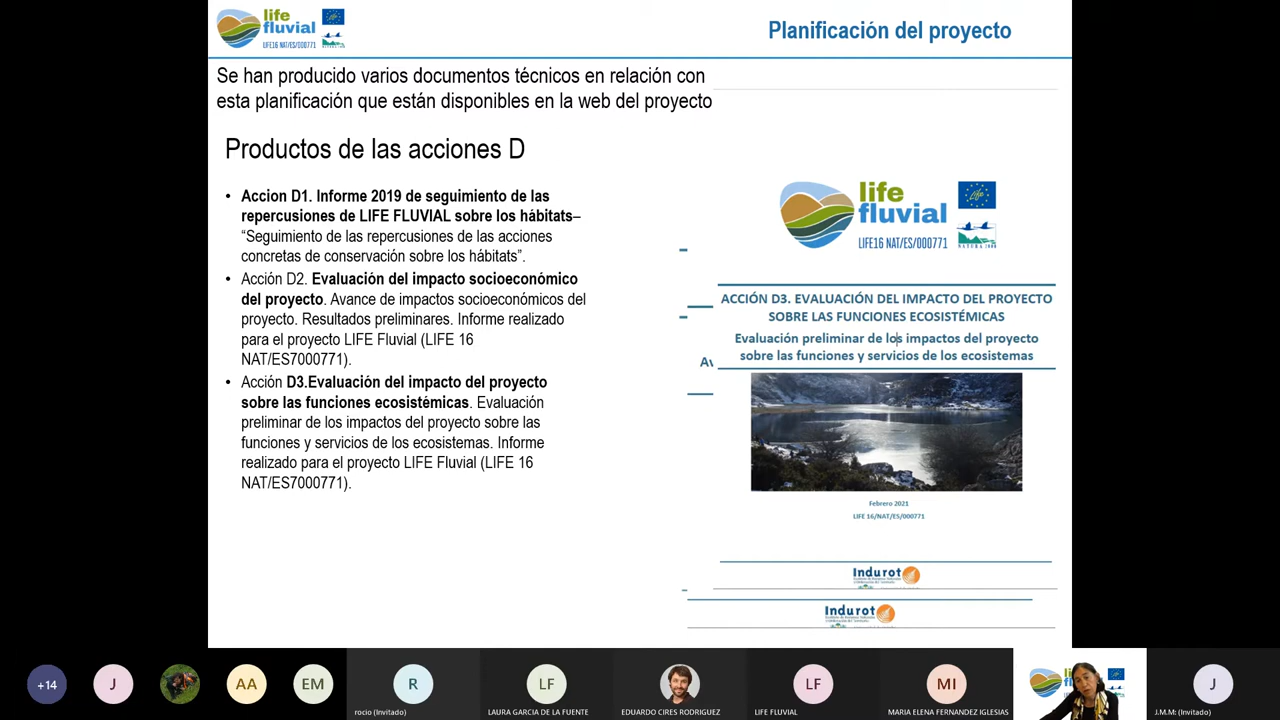 life
fluvial
LIFE16 NAT/ES/000771
Planificación del proyecto
Se han producido varios documentos técnicos en relación con
esta planificación que están disponibles en la web del proyecto
Productos de las acciones D
• Accion D1. Informe 2019 de seguimiento de las
repercusiones de LIFE FLUVIAL sobre los hábitats–
“Seguimiento de las repercusiones de las acciones
concretas de conservación sobre los hábitats”.
• Acción D2. Evaluación del impacto socioeconómico
del proyecto. Avance de impactos socioeconómicos del
proyecto. Resultados preliminares. Informe realizado
para el proyecto LIFE Fluvial (LIFE 16
NAT/ES7000771).
• Acción D3.Evaluación del impacto del proyecto
sobre las funciones ecosistémicas. Evaluación
preliminar de los impactos del proyecto sobre las
funciones y servicios de los ecosistemas. Informe
realizado para el proyecto LIFE Fluvial (LIFE 16
NAT/ES7000771).
life
fluvial
LIFE16 NAT/ES/000771
NATURA 2000
ACCIÓN D3. EVALUACIÓN DEL IMPACTO DEL PROYECTO
SOBRE LAS FUNCIONES ECOSISTÉMICAS
Evaluación preliminar de los impactos del proyecto
sobre las funciones y servicios de los ecosistemas
Av
Febrero 2021
LIFE 16/NAT/ES/000771
Indurot
Indurot
+14
J
AA
EM
R
rocio (Invitado)
LF
LAURA GARCIA DE LA FUENTE
EDUARDO CIRES RODRIGUEZ
LF
LIFE FLUVIAL
MI
MARIA ELENA FERNANDEZ IGLESIAS
life
J
J.M.M: (Invitado)